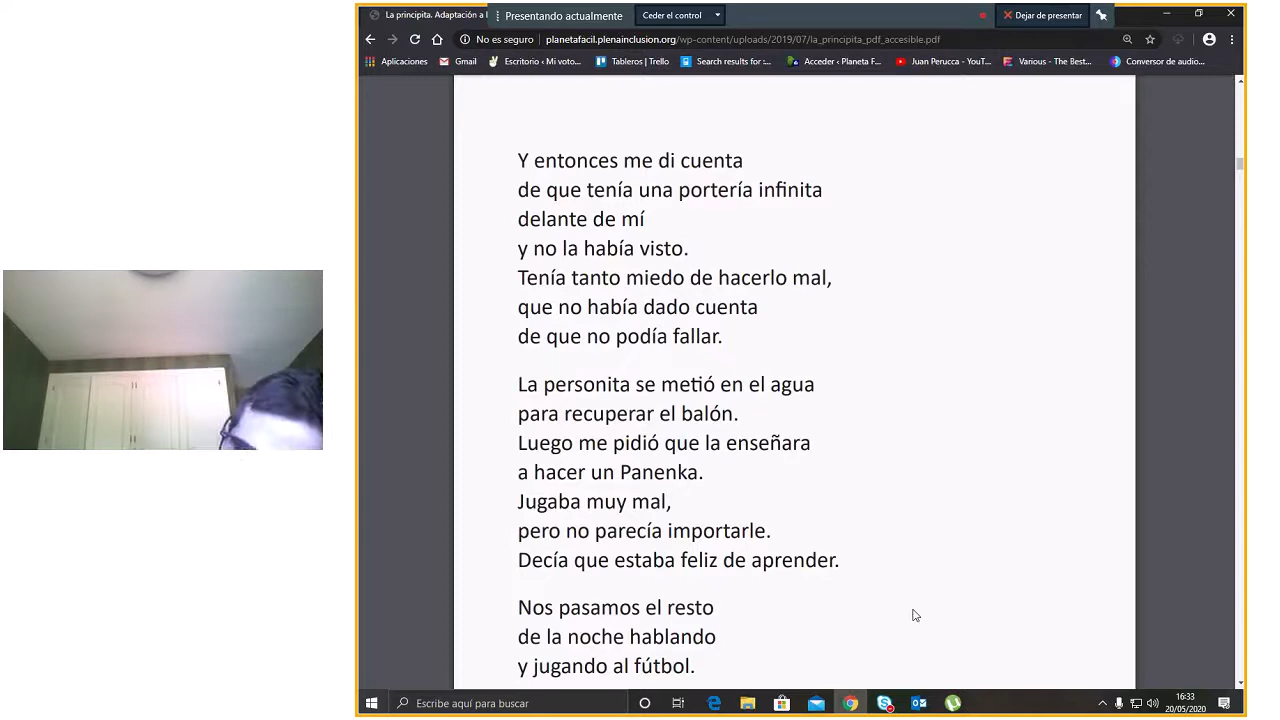 La principita. Adaptación a l
Presentando actualmente
Ceder el control
Dejar de presentar
No es seguro
planetafacil.plenainclusion.org/wp-content/uploads/2019/07/la_principita_pdf_accesible.pdf
Aplicaciones
Gmail
Escritorio ‹ Mi voto...
Tableros | Trello
Search results for :...
Acceder ‹ Planeta F...
Juan Perucca - YouT...
Various - The Best...
Conversor de audio...
Y entonces me di cuenta
de que tenía una portería infinita
delante de mí
y no la había visto.
Tenía tanto miedo de hacerlo mal,
que no había dado cuenta
de que no podía fallar.
La personita se metió en el agua
para recuperar el balón.
Luego me pidió que la enseñara
a hacer un Panenka.
Jugaba muy mal,
pero no parecía importarle.
Decía que estaba feliz de aprender.
Nos pasamos el resto
de la noche hablando
y jugando al fútbol.
Escribe aquí para buscar
16:33
20/05/2020